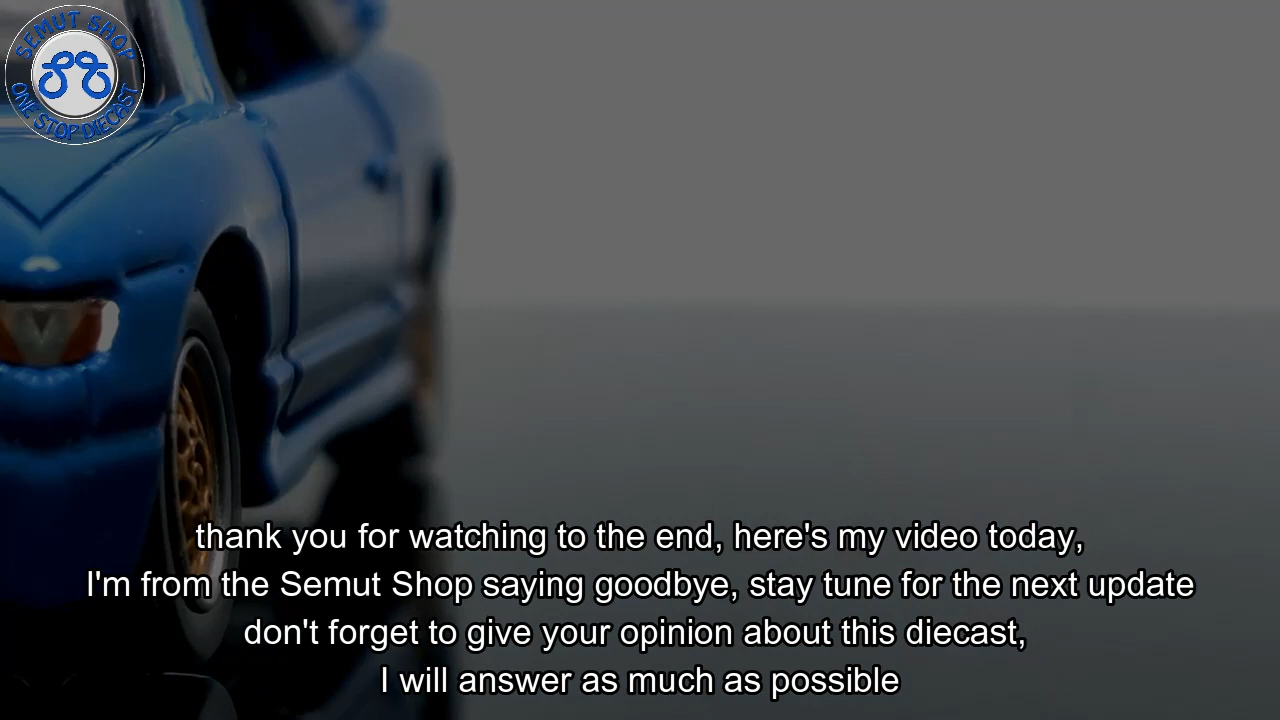 SEMUT SHOP
ONE STOP DIECAST
thank you for watching to the end, here's my video today,
I'm from the Semut Shop saying goodbye, stay tune for the next update
don't forget to give your opinion about this diecast,
I will answer as much as possible